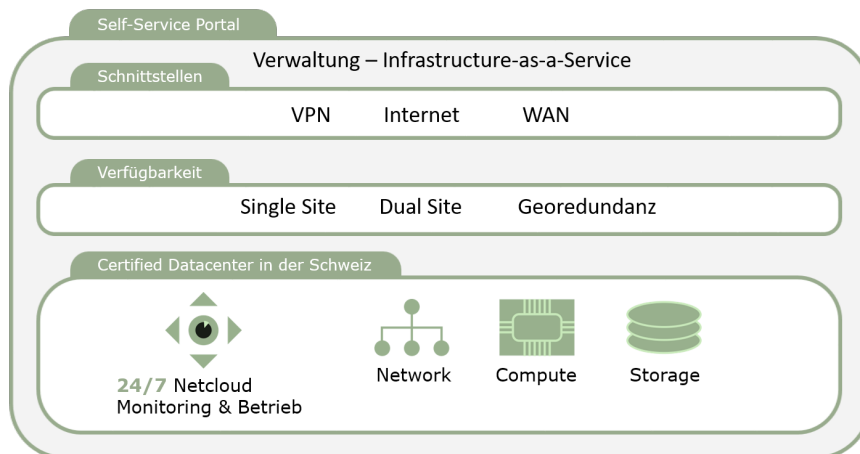 Self-Service Portal
Verwaltung – Infrastructure-as-a-Service
Schnittstellen
VPN Internet WAN
Verfügbarkeit
Single Site Dual Site Georedundanz
Certified Datacenter in der Schweiz
24/7 Netcloud
Monitoring & Betrieb
Network Compute Storage